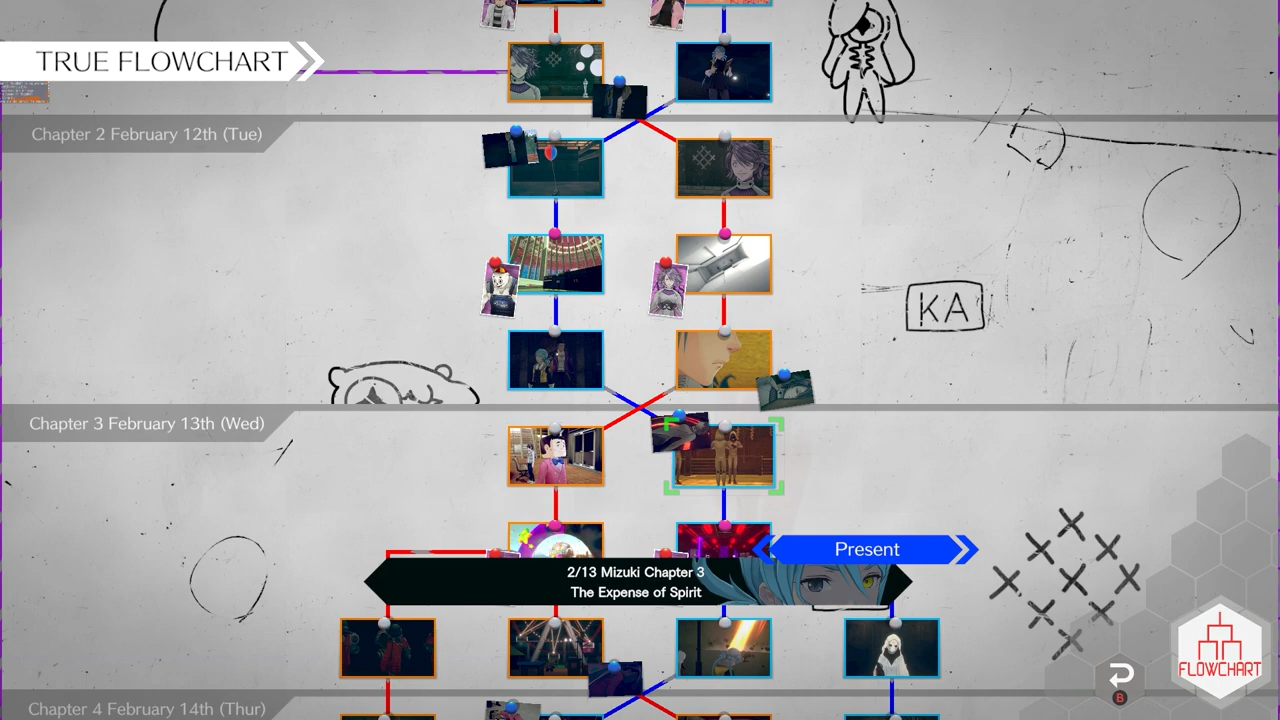 TRUE FLOWCHART
Chapter 2 February 12th (Tue)
KA
Chapter 3 February 13th (Wed)
Present
2/13 Mizuki Chapter 3
The Expense of Spirit
FLOWCHART
B
Chapter 4 February 14th (Thur)